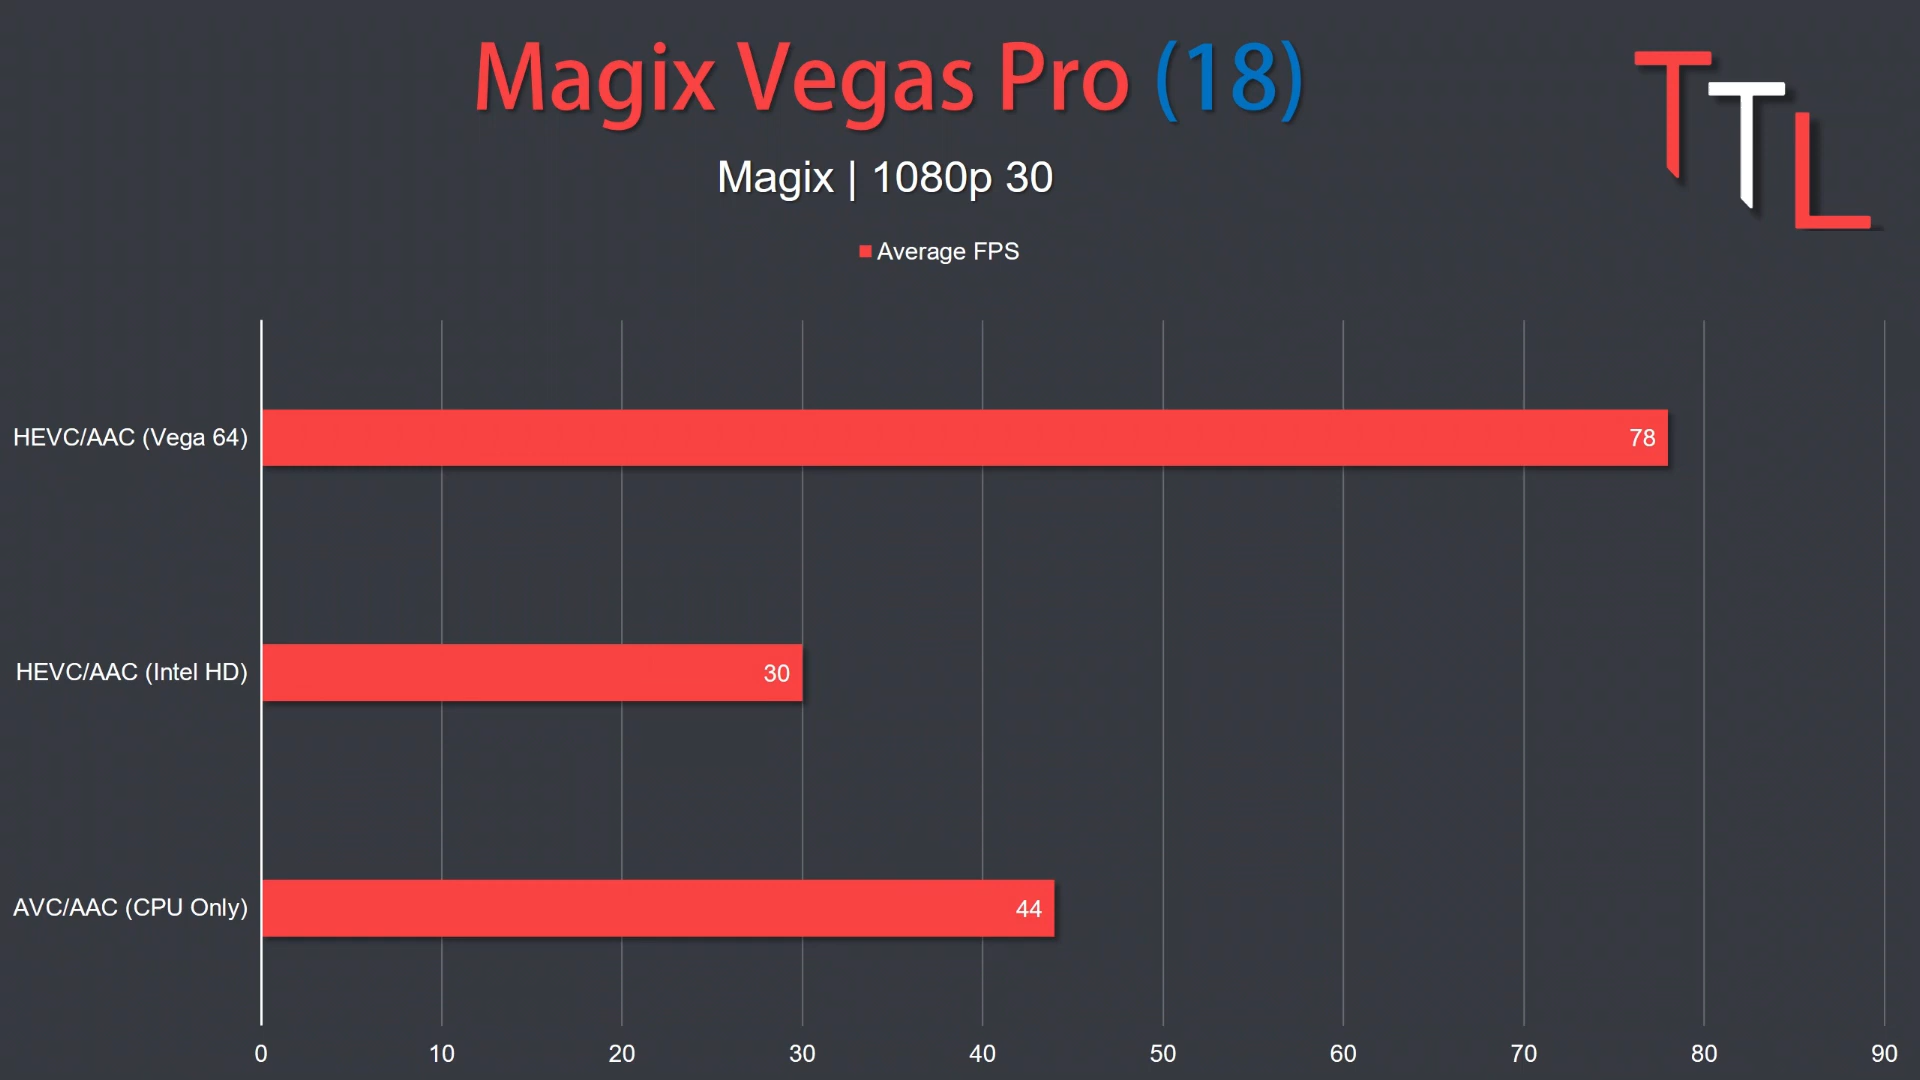 Magix Vegas Pro (18)
TTL
Magix | 1080p 30
Average FPS
HEVC/AAC (Vega 64)
78
HEVC/AAC (Intel HD)
30
AVC/AAC (CPU Only)
44
0 10 20 30 40 50 60 70 80 90